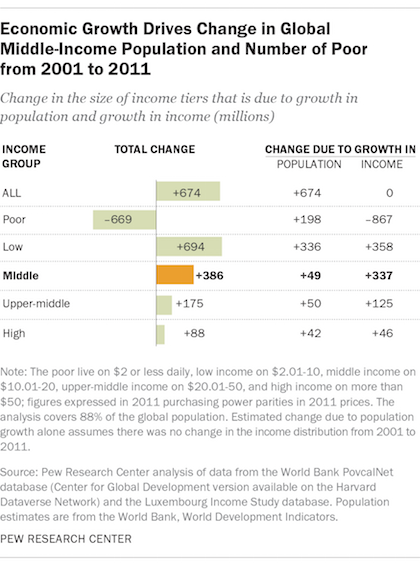 Economic Growth Drives Change in Global
Middle-Income Population and Number of Poor
from 2001 to 2011
Change in the size of income tiers that is due to growth in
population and growth in income (millions)
INCOME GROUP TOTAL CHANGE CHANGE DUE TO GROWTH IN
POPULATION INCOME
ALL +674 +674 0
Poor –669 +198 –867
Low +694 +336 +358
MIddle +386 +49 +337
Upper-middle +175 +50 +125
High +88 +42 +46
Note: The poor live on $2 or less daily, low income on $2.01-10, middle income on
$10.01-20, upper-middle income on $20.01-50, and high income on more than
$50; figures expressed in 2011 purchasing power parities in 2011 prices. The
analysis covers 88% of the global population. Estimated change due to population
growth alone assumes there was no change in the income distribution from 2001 to
2011.
Source: Pew Research Center analysis of data from the World Bank PovcalNet
database (Center for Global Development version available on the Harvard
Dataverse Network) and the Luxembourg Income Study database. Population
estimates are from the World Bank, World Development Indicators.
PEW RESEARCH CENTER